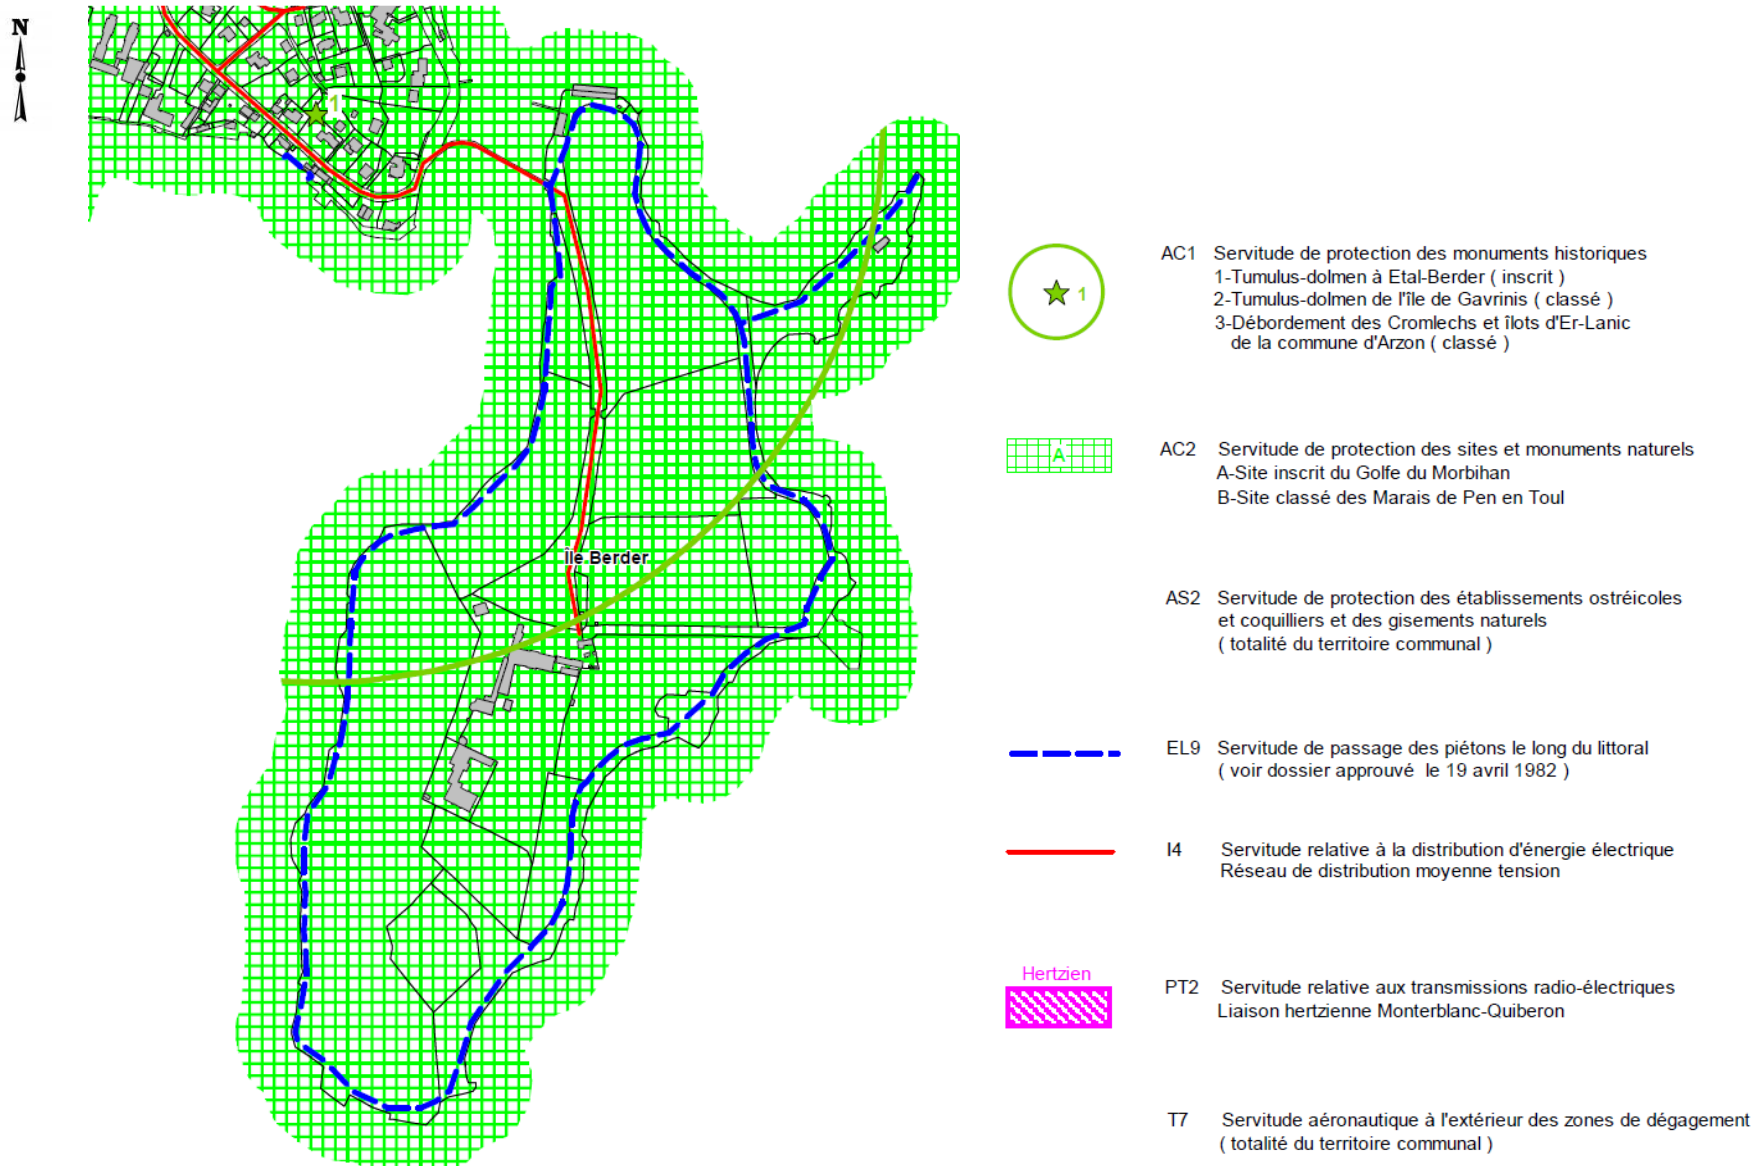 N
1
Île Berder
1
AC1 Servitude de protection des monuments historiques
1-Tumulus-dolmen à Etal-Berder ( inscrit )
2-Tumulus-dolmen de l'île de Gavrinis ( classé )
3-Débordement des Cromlechs et îlots d'Er-Lanic
de la commune d'Arzon ( classé )
A
AC2 Servitude de protection des sites et monuments naturels
A-Site inscrit du Golfe du Morbihan
B-Site classé des Marais de Pen en Toul
AS2 Servitude de protection des établissements ostréicoles
et coquilliers et des gisements naturels
( totalité du territoire communal )
EL9 Servitude de passage des piétons le long du littoral
( voir dossier approuvé le 19 avril 1982 )
I4 Servitude relative à la distribution d'énergie électrique
Réseau de distribution moyenne tension
Hertzien
PT2 Servitude relative aux transmissions radio-électriques
Liaison hertzienne Monterblanc-Quiberon
T7 Servitude aéronautique à l'extérieur des zones de dégagement
( totalité du territoire communal )